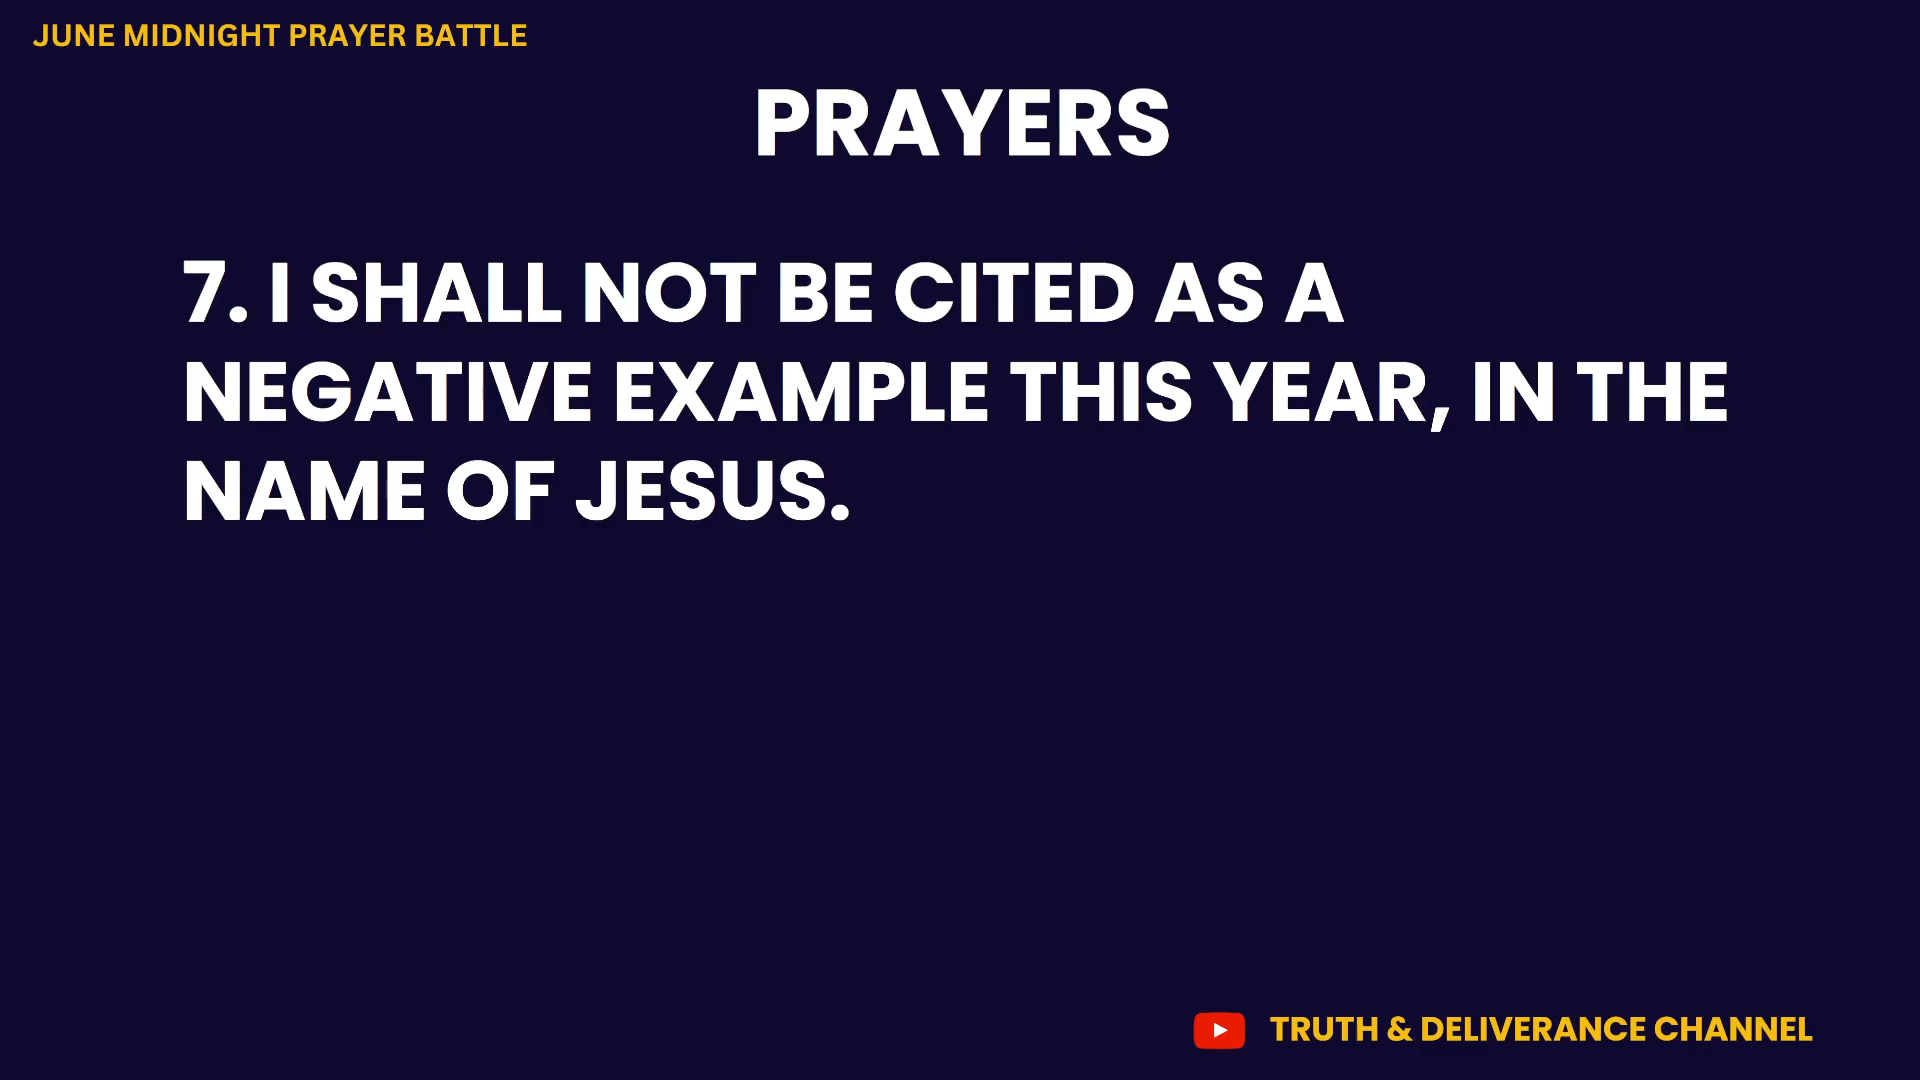 JUNE MIDNIGHT PRAYER BATTLE
PRAYERS
7. I SHALL NOT BE CITED AS A
NEGATIVE EXAMPLE THIS YEAR, IN THE
NAME OF JESUS.
TRUTH & DELIVERANCE CHANNEL